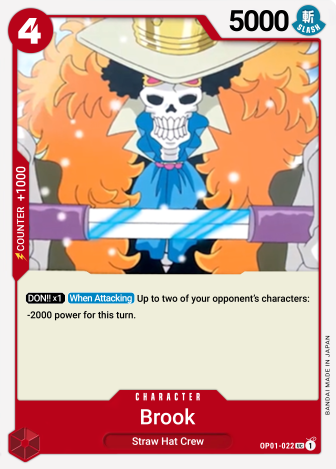 4
5000
斬
SLASH
COUNTER +1000
DON!! x1 When Attacking Up to two of your opponent's characters:
-2000 power for this turn.
BANDAI MADE IN JAPAN
CHARACTER
Brook
Straw Hat Crew
OP01-022 UC 1